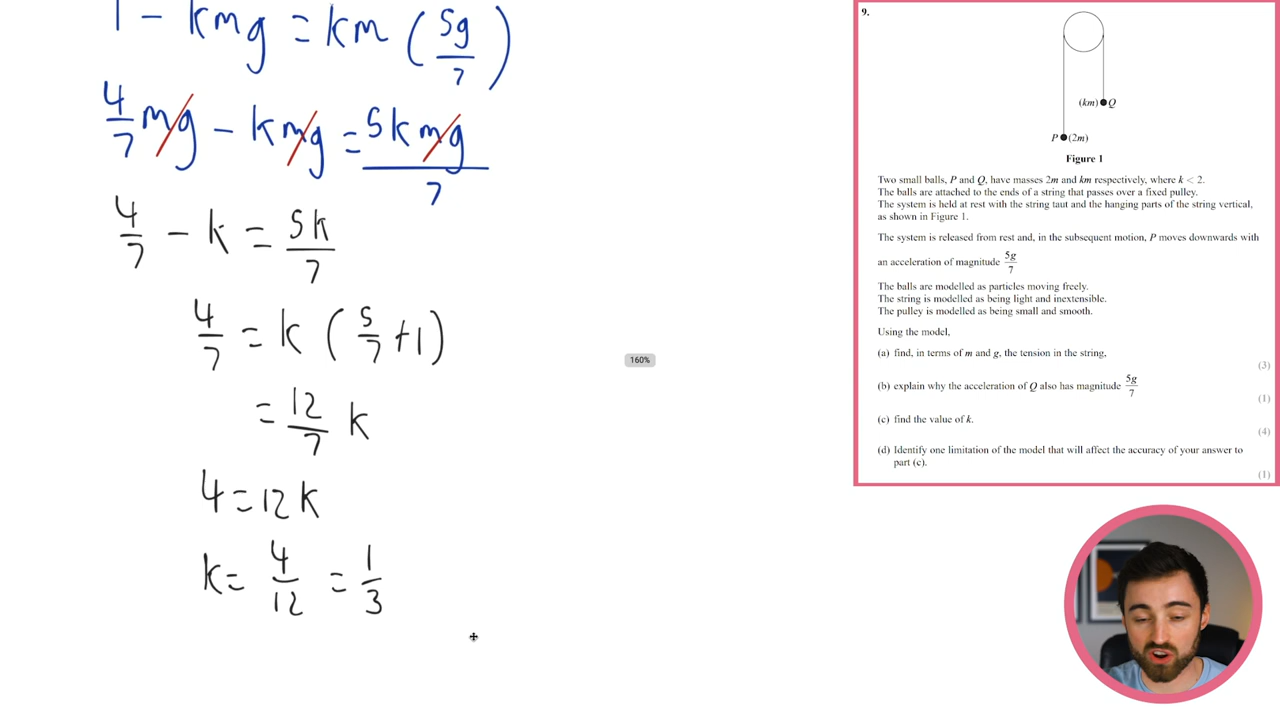 T - kmg = km (5g/7)
4/7 mg - kmg = 5kmg/7
4/7 - k = 5k/7
4/7 = k (5/7 + 1)
= 12/7 k
4 = 12k
k = 4/12 = 1/3
160%
9.
(km) Q
P (2m)
Figure 1
Two small balls, P and Q, have masses 2m and km respectively, where k < 2.
The balls are attached to the ends of a string that passes over a fixed pulley.
The system is held at rest with the string taut and the hanging parts of the string vertical,
as shown in Figure 1.
The system is released from rest and, in the subsequent motion, P moves downwards with
an acceleration of magnitude 5g/7
The balls are modelled as particles moving freely.
The string is modelled as being light and inextensible.
The pulley is modelled as being small and smooth.
Using the model,
(a) find, in terms of m and g, the tension in the string,
(3)
(b) explain why the acceleration of Q also has magnitude 5g/7
(1)
(c) find the value of k.
(4)
(d) Identify one limitation of the model that will affect the accuracy of your answer to
part (c).
(1)